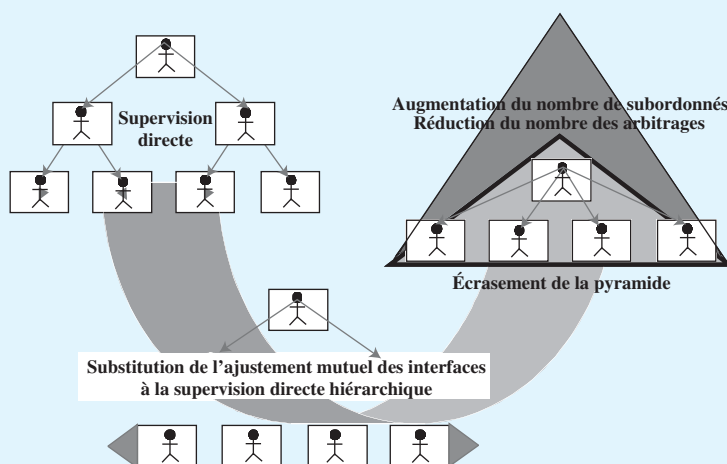 Supervision
directe
Augmentation du nombre de subordonnés
Réduction du nombre des arbitrages
Écrasement de la pyramide
Substitution de l’ajustement mutuel des interfaces
à la supervision directe hiérarchique